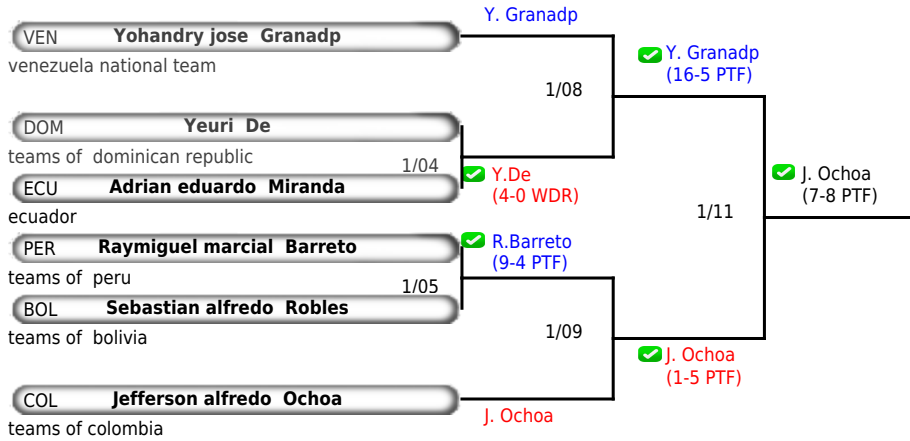 Y. Granadp
VEN Yohandry jose Granadp
venezuela national team
Y. Granadp
(16-5 PTF)
1/08
DOM Yeuri De
teams of dominican republic
1/04
Y.De
(4-0 WDR)
ECU Adrian eduardo Miranda
ecuador
J. Ochoa
(7-8 PTF)
1/11
PER Raymiguel marcial Barreto
teams of peru
R.Barreto
(9-4 PTF)
1/05
BOL Sebastian alfredo Robles
teams of bolivia
1/09
J. Ochoa
(1-5 PTF)
COL Jefferson alfredo Ochoa
teams of colombia
J. Ochoa